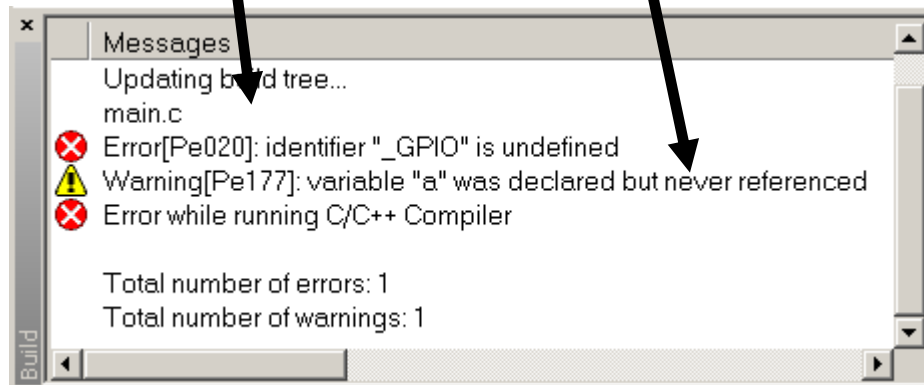 Messages
Updating build tree...
main.c
Error[Pe020]: identifier "_GPIO" is undefined
Warning[Pe177]: variable "a" was declared but never referenced
Error while running C/C++ Compiler
Total number of errors: 1
Total number of warnings: 1
Build